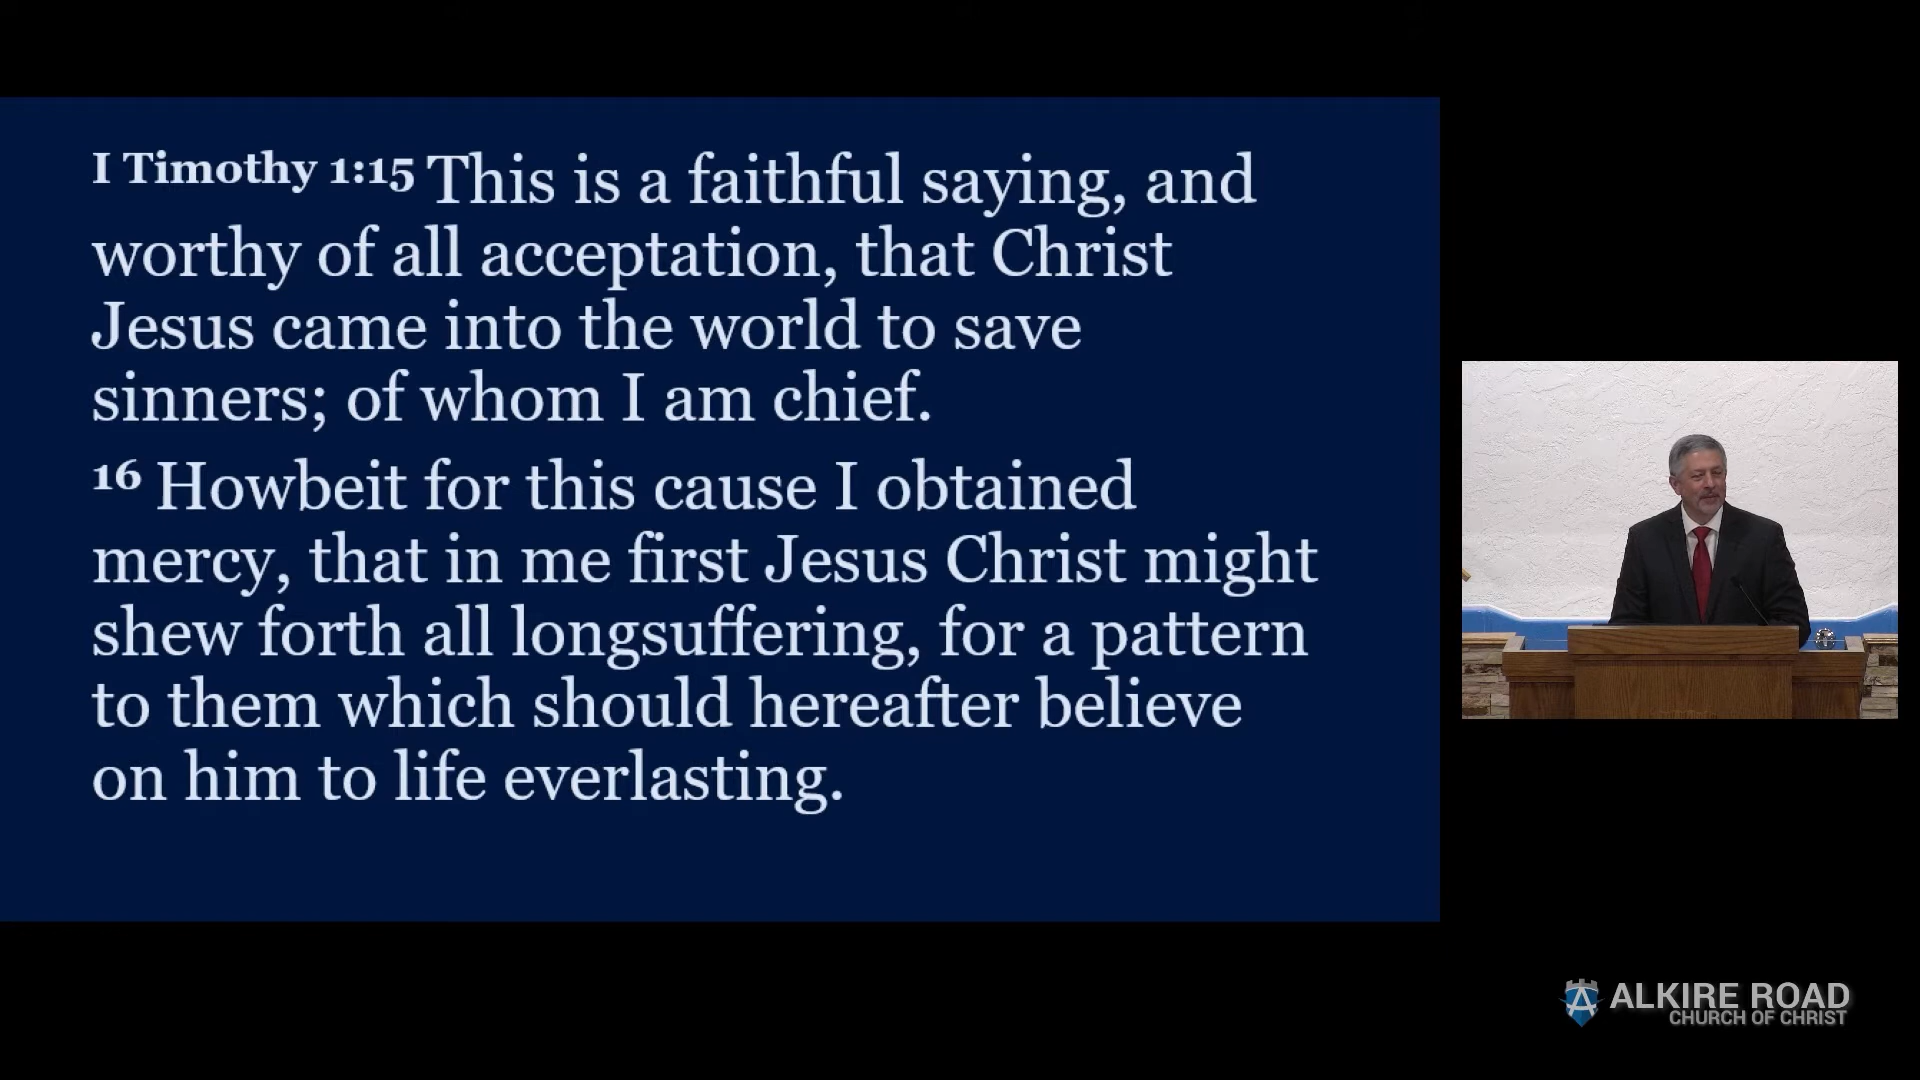 I Timothy 1:15 This is a faithful saying, and
worthy of all acceptation, that Christ
Jesus came into the world to save
sinners; of whom I am chief.
16 Howbeit for this cause I obtained
mercy, that in me first Jesus Christ might
shew forth all longsuffering, for a pattern
to them which should hereafter believe
on him to life everlasting.
ALKIRE ROAD
CHURCH OF CHRIST